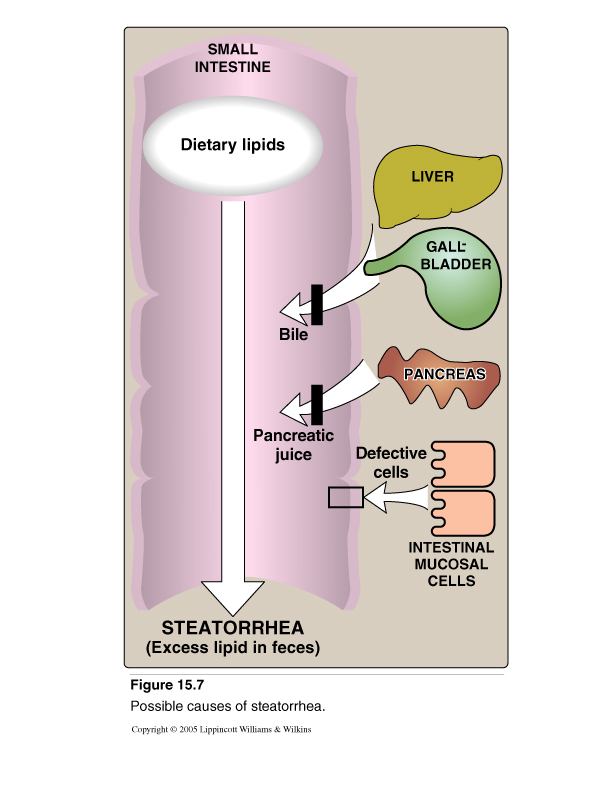 SMALL
INTESTINE
Dietary lipids
LIVER
GALL-
BLADDER
Bile
PANCREAS
Pancreatic
juice
Defective
cells
INTESTINAL
MUCOSAL
CELLS
STEATORRHEA
(Excess lipid in feces)
Figure 15.7
Possible causes of steatorrhea.
Copyright © 2005 Lippincott Williams & Wilkins